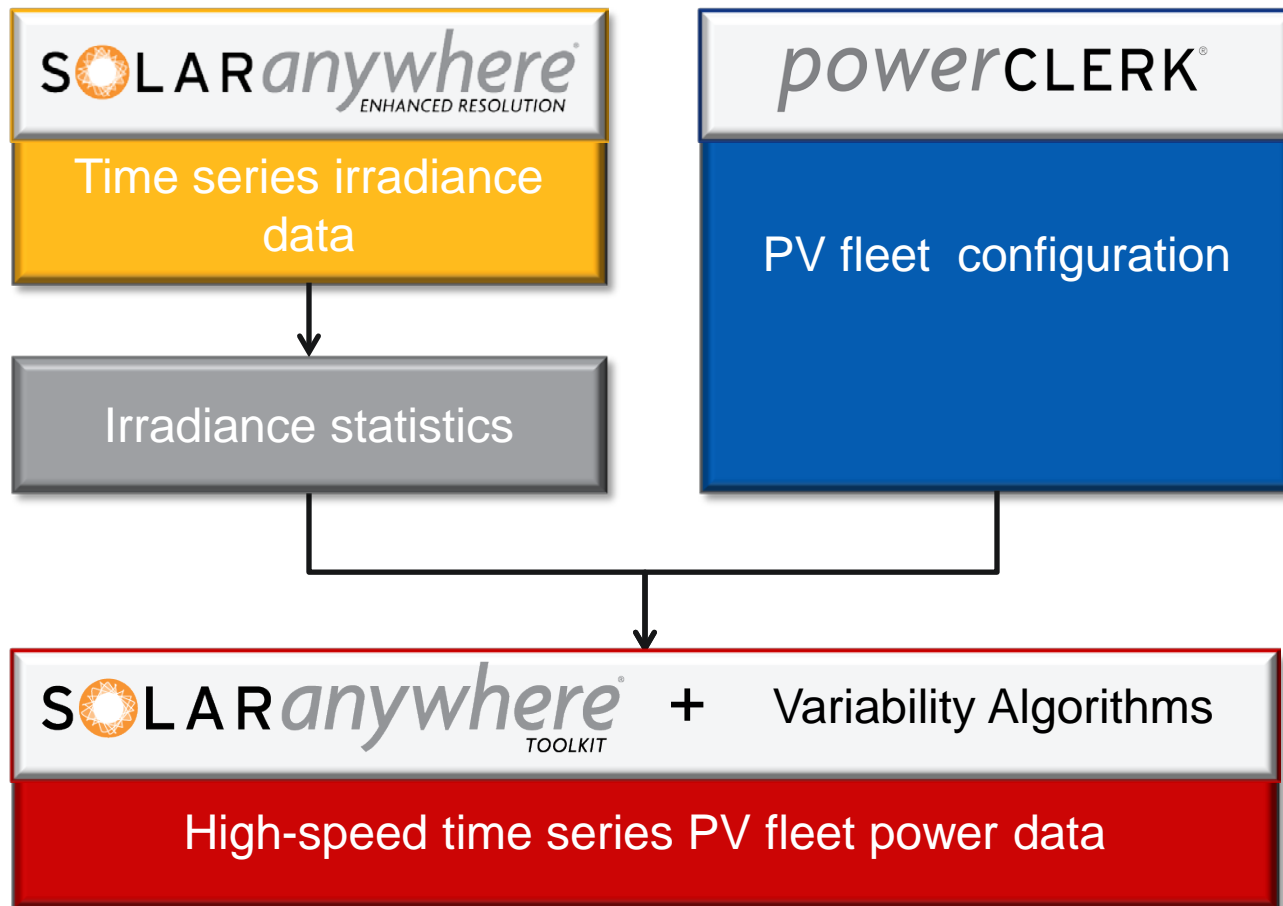 SOLARanywhere®
ENHANCED RESOLUTION
Time series irradiance
data
powerCLERK®
PV fleet configuration
Irradiance statistics
SOLARanywhere® + Variability Algorithms
TOOLKIT
High-speed time series PV fleet power data